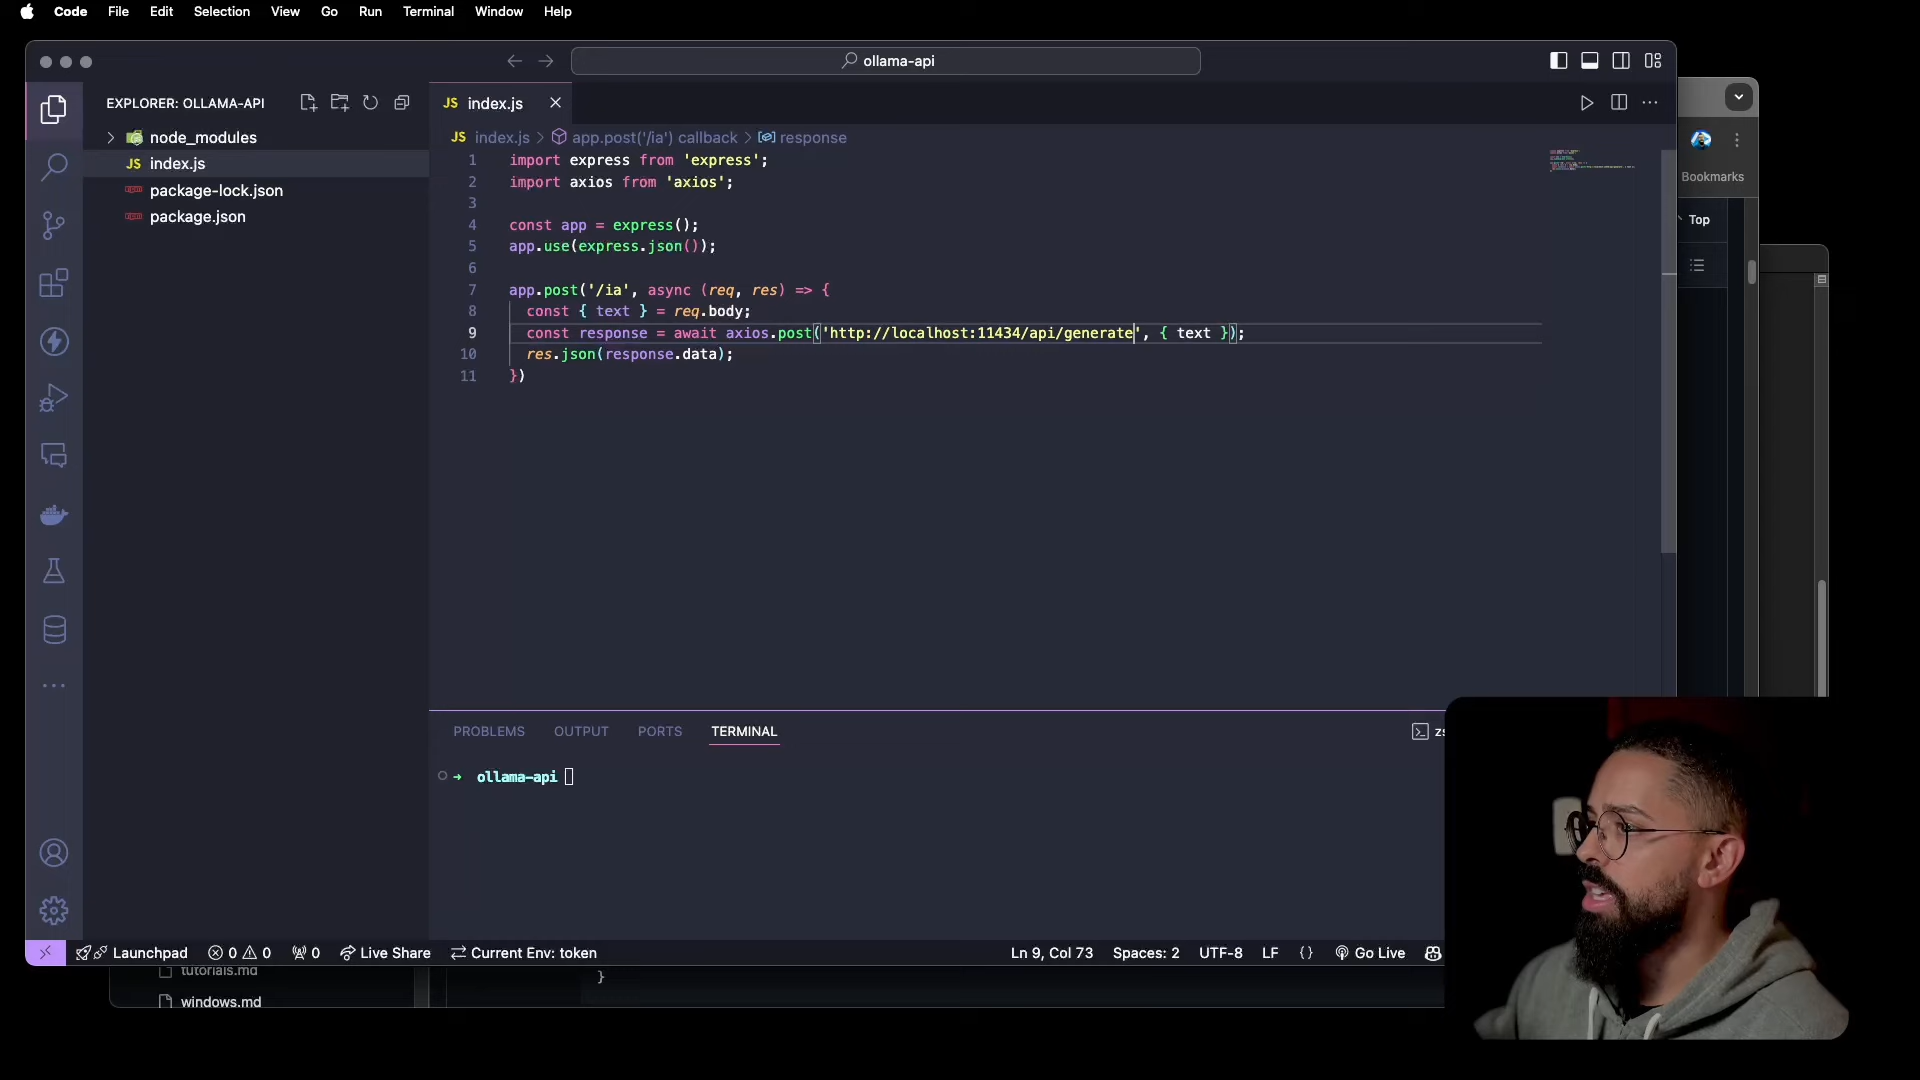 Code File Edit Selection View Go Run Terminal Window Help
ollama-api
EXPLORER: OLLAMA-API
node_modules
JS index.js
package-lock.json
package.json
JS index.js
JS index.js > app.post('/ia') callback > response
1 import express from 'express';
2 import axios from 'axios';
3
4 const app = express();
5 app.use(express.json());
6
7 app.post('/ia', async (req, res) => {
8 const { text } = req.body;
9 const response = await axios.post('http://localhost:11434/api/generate', { text });
10 res.json(response.data);
11 })
Bookmarks
Top
PROBLEMS OUTPUT PORTS TERMINAL
zs
➜ ollama-api
Launchpad 0 0 0 Live Share Current Env: token Ln 9, Col 73 Spaces: 2 UTF-8 LF {} Go Live
tutorials.md
}
windows.md